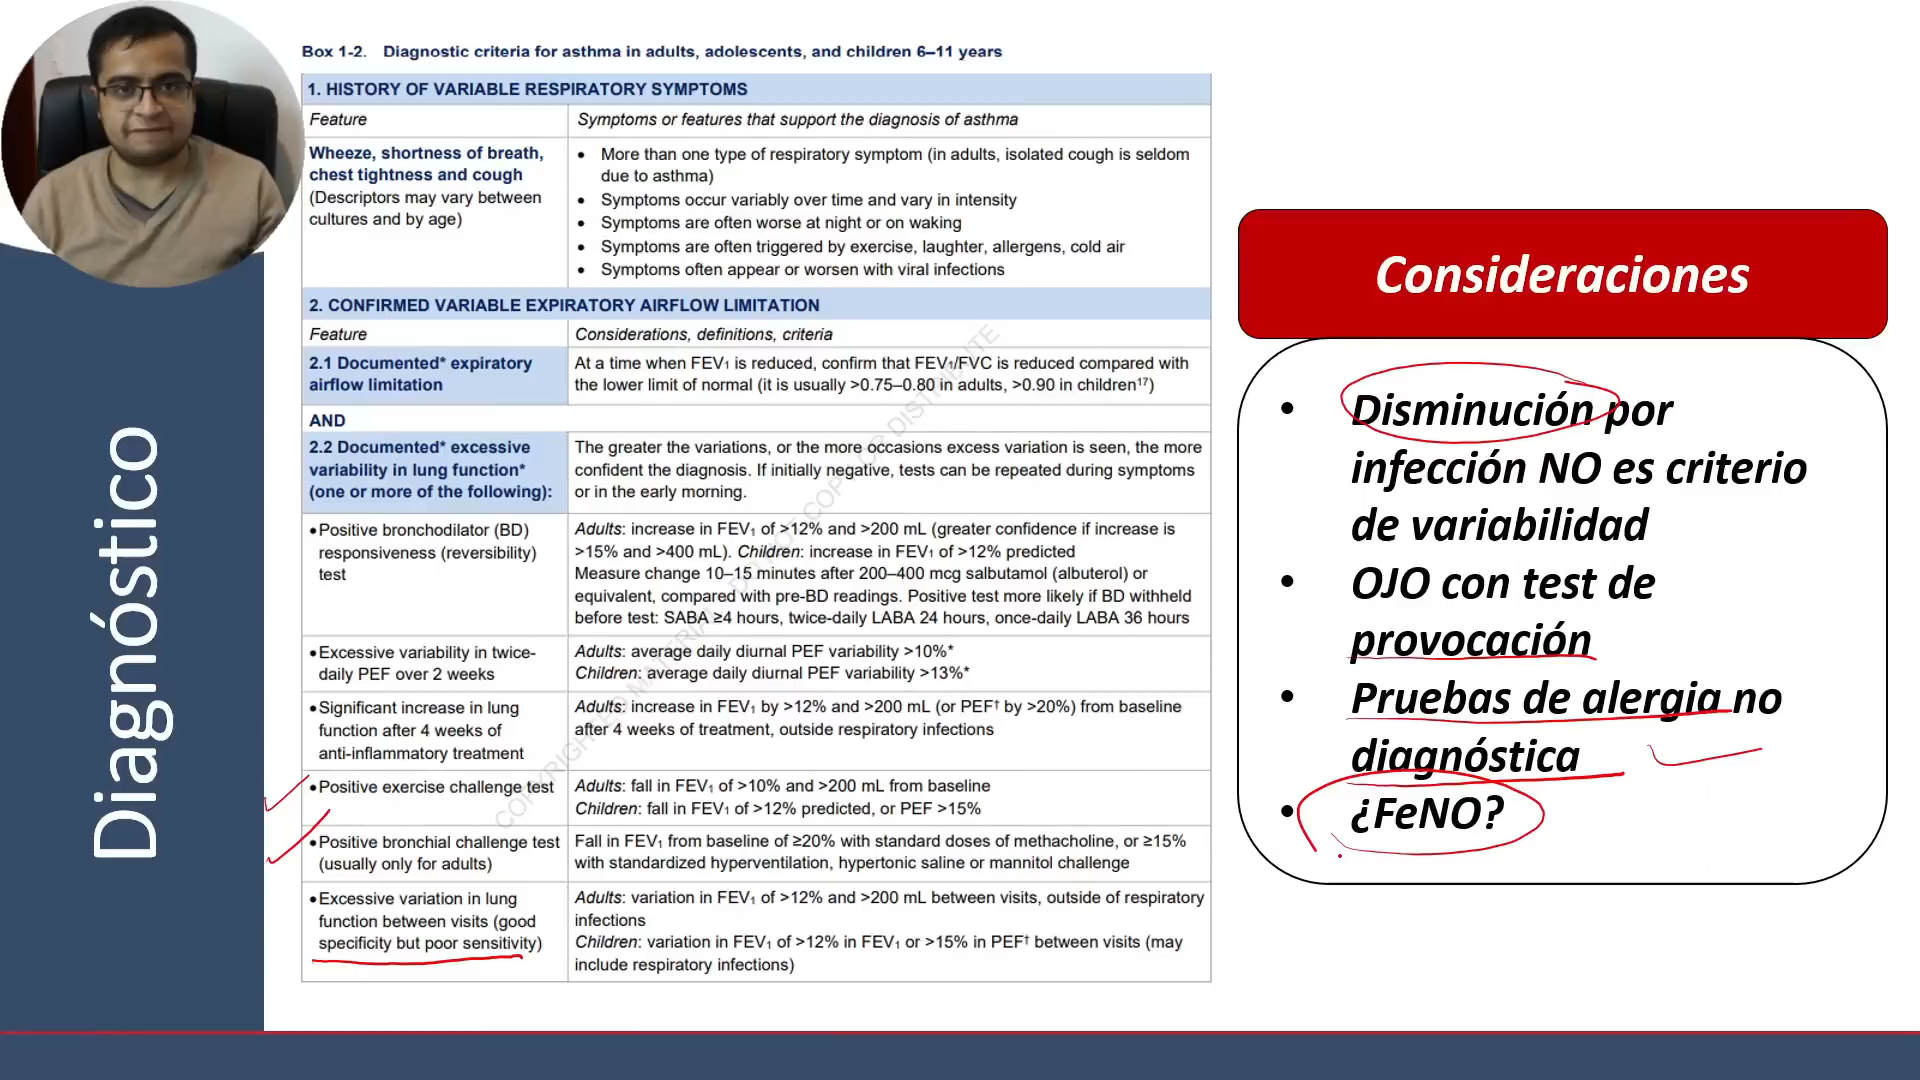 Box 1-2. Diagnostic criteria for asthma in adults, adolescents, and children 6–11 years
1. HISTORY OF VARIABLE RESPIRATORY SYMPTOMS
Feature
Symptoms or features that support the diagnosis of asthma
Wheeze, shortness of breath,
chest tightness and cough
(Descriptors may vary between
cultures and by age)
• More than one type of respiratory symptom (in adults, isolated cough is seldom
due to asthma)
• Symptoms occur variably over time and vary in intensity
• Symptoms are often worse at night or on waking
• Symptoms are often triggered by exercise, laughter, allergens, cold air
• Symptoms often appear or worsen with viral infections
2. CONFIRMED VARIABLE EXPIRATORY AIRFLOW LIMITATION
Feature
Considerations, definitions, criteria
2.1 Documented* expiratory
airflow limitation
At a time when FEV₁ is reduced, confirm that FEV₁/FVC is reduced compared with
the lower limit of normal (it is usually >0.75–0.80 in adults, >0.90 in children¹⁷)
AND
2.2 Documented* excessive
variability in lung function*
(one or more of the following):
The greater the variations, or the more occasions excess variation is seen, the more
confident the diagnosis. If initially negative, tests can be repeated during symptoms
or in the early morning.
• Positive bronchodilator (BD)
responsiveness (reversibility)
test
Adults: increase in FEV₁ of >12% and >200 mL (greater confidence if increase is
>15% and >400 mL). Children: increase in FEV₁ of >12% predicted
Measure change 10–15 minutes after 200–400 mcg salbutamol (albuterol) or
equivalent, compared with pre-BD readings. Positive test more likely if BD withheld
before test: SABA ≥4 hours, twice-daily LABA 24 hours, once-daily LABA 36 hours
• Excessive variability in twice-
daily PEF over 2 weeks
Adults: average daily diurnal PEF variability >10%*
Children: average daily diurnal PEF variability >13%*
• Significant increase in lung
function after 4 weeks of
anti-inflammatory treatment
Adults: increase in FEV₁ by >12% and >200 mL (or PEF† by >20%) from baseline
after 4 weeks of treatment, outside respiratory infections
• Positive exercise challenge test
Adults: fall in FEV₁ of >10% and >200 mL from baseline
Children: fall in FEV₁ of >12% predicted, or PEF >15%
• Positive bronchial challenge test
(usually only for adults)
Fall in FEV₁ from baseline of ≥20% with standard doses of methacholine, or ≥15%
with standardized hyperventilation, hypertonic saline or mannitol challenge
• Excessive variation in lung
function between visits (good
specificity but poor sensitivity)
Adults: variation in FEV₁ of >12% and >200 mL between visits, outside of respiratory
infections
Children: variation in FEV₁ of >12% in FEV₁ or >15% in PEF† between visits (may
include respiratory infections)
COPYRIGHTED MATERIAL - DO NOT COPY OR DISTRIBUTE
Diagnóstico
Consideraciones
• Disminución por
infección NO es criterio
de variabilidad
• OJO con test de
provocación
• Pruebas de alergia no
diagnóstica
• ¿FeNO?